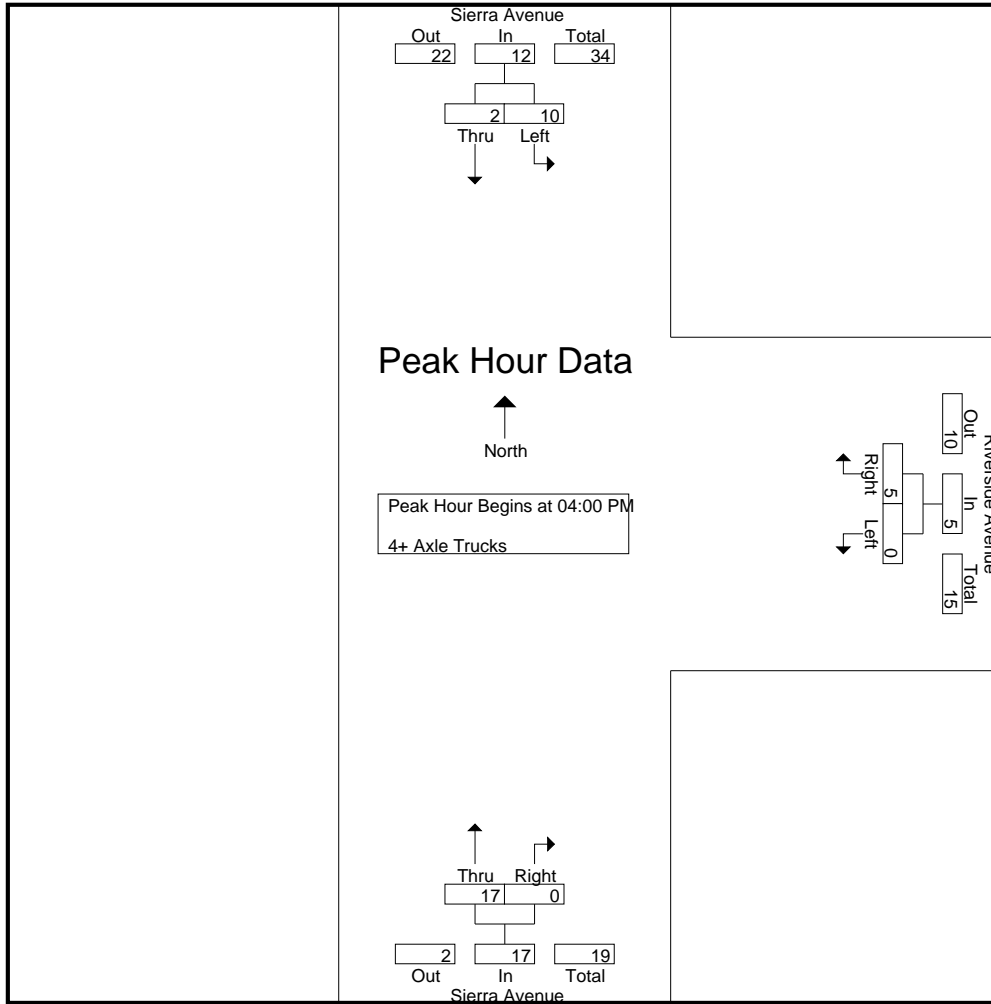 Sierra Avenue
Out In Total
22 12 34
2 10
Thru Left
Peak Hour Data
North
Peak Hour Begins at 04:00 PM
4+ Axle Trucks
Riverside Avenue
Out In Total
10 5 15
5 0
Right Left
Thru Right
17 0
2 17 19
Out In Total
Sierra Avenue